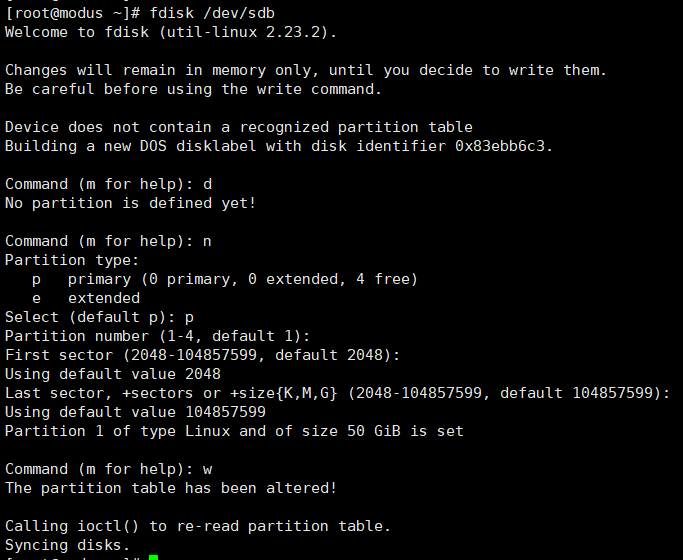 [root@modus ~]# fdisk /dev/sdb
Welcome to fdisk (util-linux 2.23.2).
Changes will remain in memory only, until you decide to write them.
Be careful before using the write command.
Device does not contain a recognized partition table
Building a new DOS disklabel with disk identifier 0x83ebb6c3.
Command (m for help): d
No partition is defined yet!
Command (m for help): n
Partition type:
   p   primary (0 primary, 0 extended, 4 free)
   e   extended
Select (default p): p
Partition number (1-4, default 1):
First sector (2048-104857599, default 2048):
Using default value 2048
Last sector, +sectors or +size{K,M,G} (2048-104857599, default 104857599):
Using default value 104857599
Partition 1 of type Linux and of size 50 GiB is set
Command (m for help): w
The partition table has been altered!
Calling ioctl() to re-read partition table.
Syncing disks.